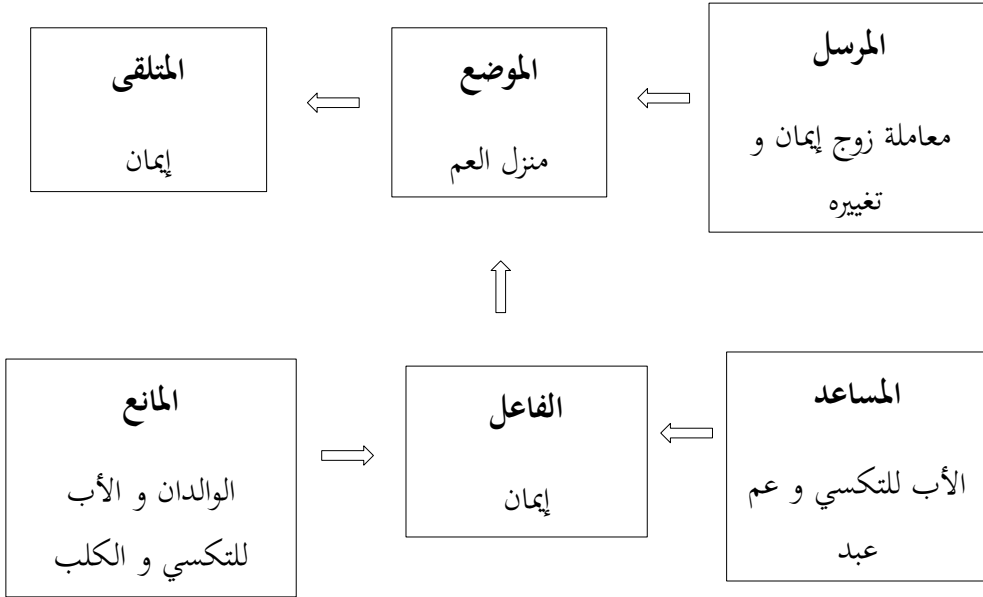 المرسل
معاملة زوج إيمان و
تغييره
الموضع
منزل العم
المتلقى
إيمان
المساعد
الأب للتكسي و عم
عبد
الفاعل
إيمان
المانع
الوالدان و الأب
للتكسي و الكلب